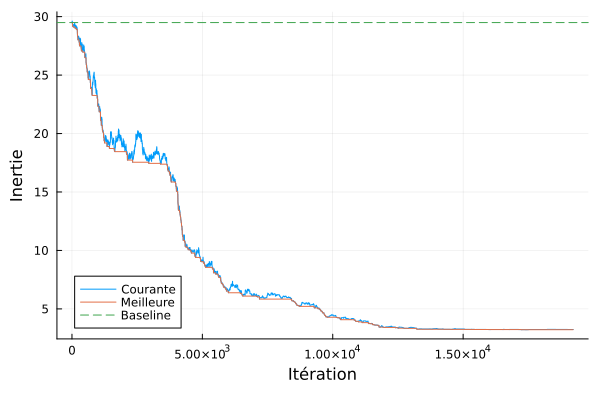 30
25
20
15
10
5
Inertie
Courante
Meilleure
Baseline
0 5.00×10³ 1.00×10⁴ 1.50×10⁴
Itération